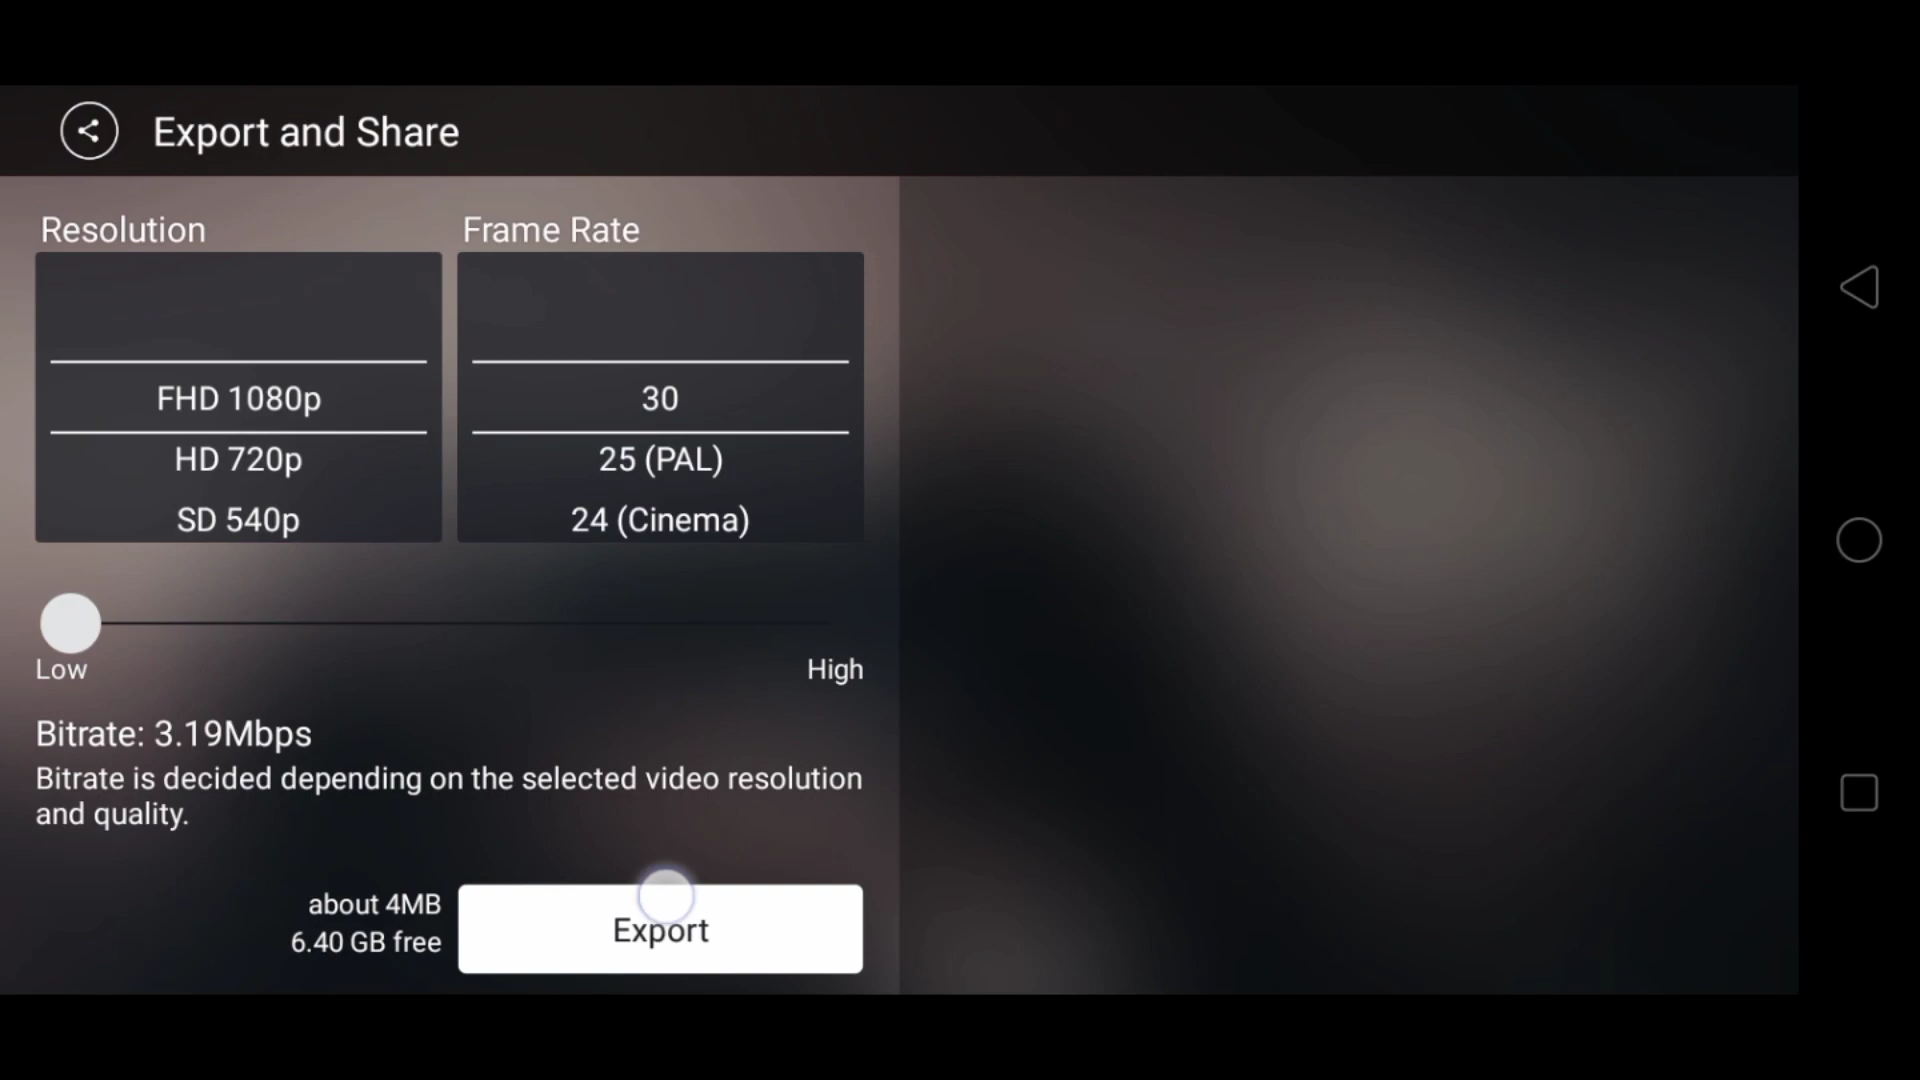 Export and Share
Resolution
Frame Rate
FHD 1080p
HD 720p
SD 540p
30
25 (PAL)
24 (Cinema)
Low
High
Bitrate: 3.19Mbps
Bitrate is decided depending on the selected video resolution
and quality.
about 4MB
6.40 GB free
Export